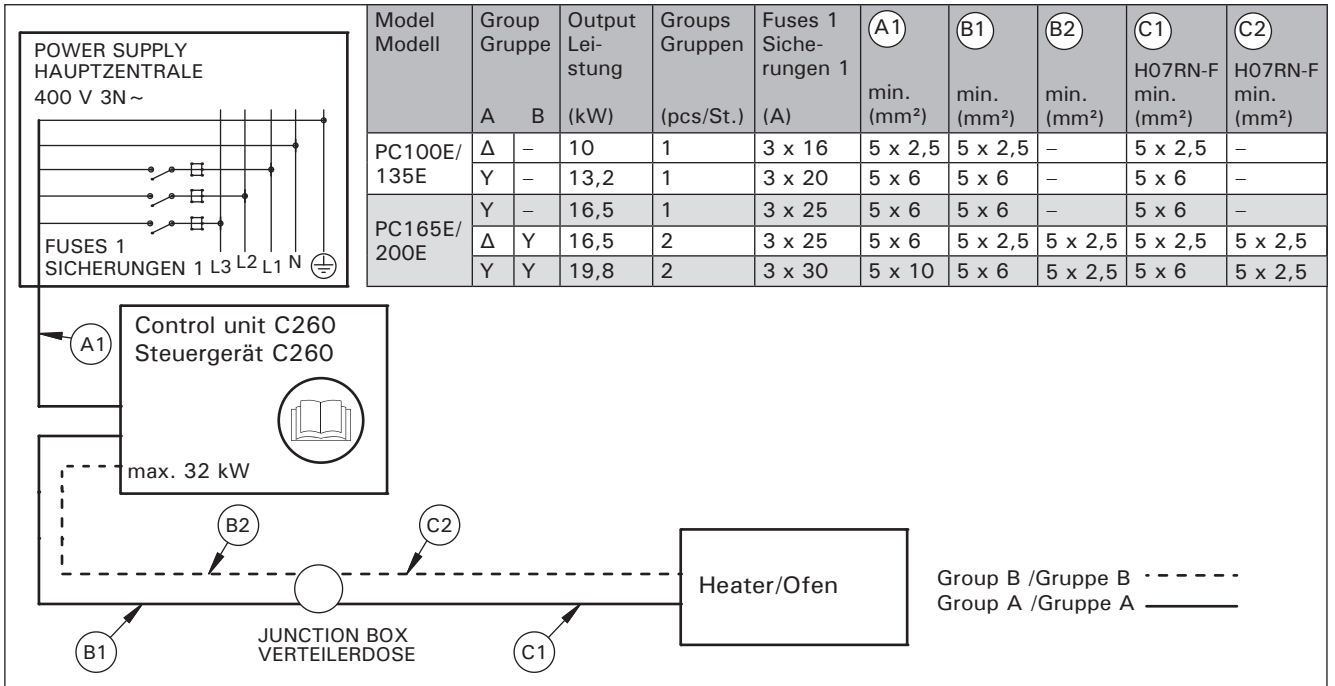 POWER SUPPLY
HAUPTZENTRALE
400 V 3N~
FUSES 1
SICHERUNGEN 1 L3 L2 L1 N
Model Modell | Group Gruppe A B | Output Lei- stung (kW) | Groups Gruppen (pcs/St.) | Fuses 1 Siche- rungen 1 (A) | A1 min. (mm²) | B1 min. (mm²) | B2 min. (mm²) | C1 H07RN-F min. (mm²) | C2 H07RN-F min. (mm²)
PC100E/ 135E | Δ | – | 10 | 1 | 3 x 16 | 5 x 2,5 | 5 x 2,5 | – | 5 x 2,5 | –
Y | – | 13,2 | 1 | 3 x 20 | 5 x 6 | 5 x 6 | – | 5 x 6 | –
PC165E/ 200E | Y | – | 16,5 | 1 | 3 x 25 | 5 x 6 | 5 x 6 | – | 5 x 6 | –
Δ | Y | 16,5 | 2 | 3 x 25 | 5 x 6 | 5 x 2,5 | 5 x 2,5 | 5 x 2,5 | 5 x 2,5
Y | Y | 19,8 | 2 | 3 x 30 | 5 x 10 | 5 x 6 | 5 x 2,5 | 5 x 6 | 5 x 2,5
A1
Control unit C260
Steuergerät C260
max. 32 kW
B2
C2
Heater/Ofen
Group B /Gruppe B
Group A /Gruppe A
B1
JUNCTION BOX
VERTEILERDOSE
C1